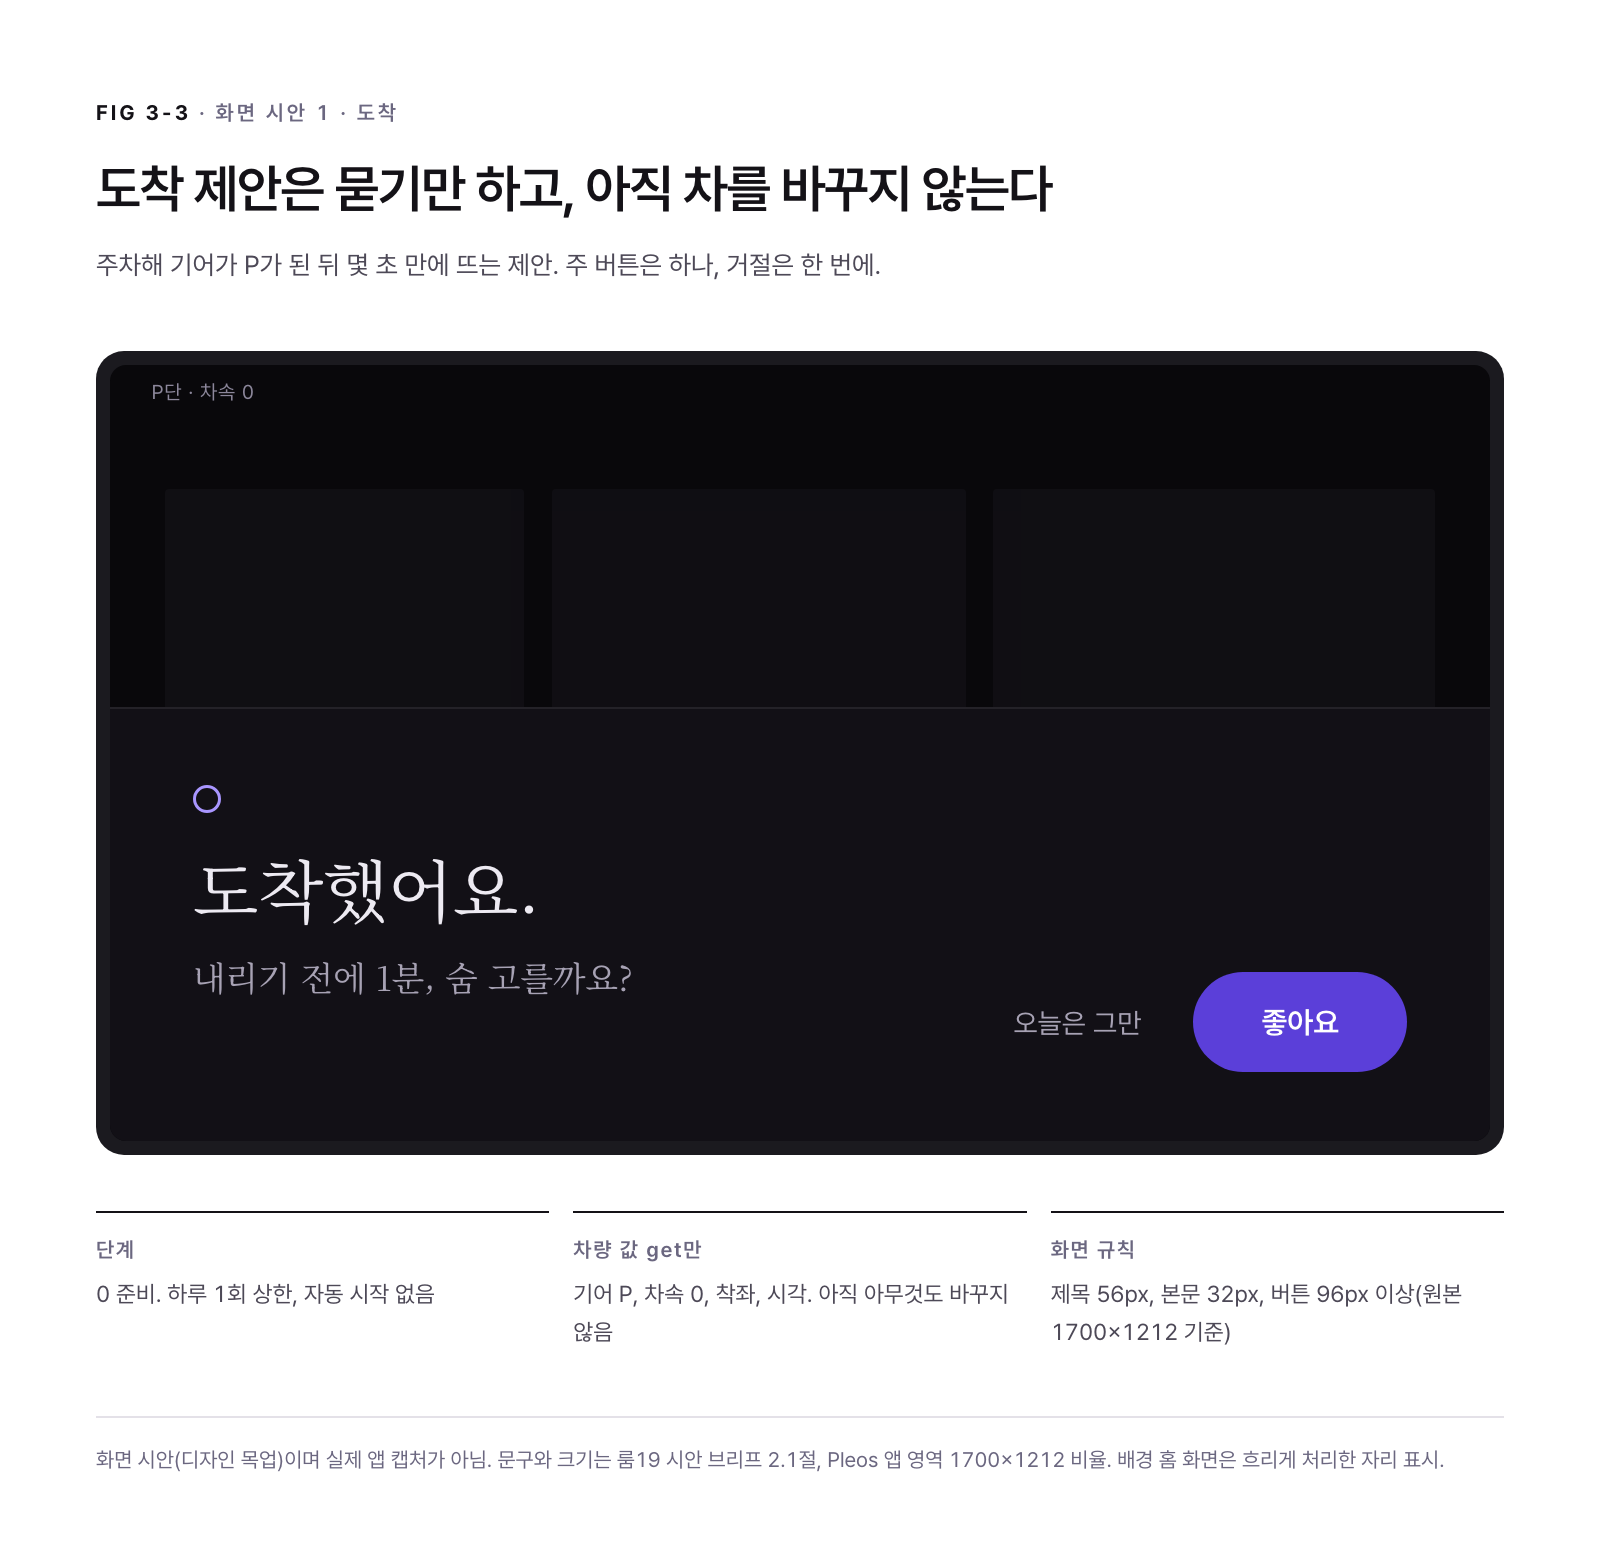 FIG 3-3 · 화면 시안 1 · 도착
도착 제안은 묻기만 하고, 아직 차를 바꾸지 않는다
주차해 기어가 P가 된 뒤 몇 초 만에 뜨는 제안. 주 버튼은 하나, 거절은 한 번에.
P단 · 차속 0
도착했어요.
내리기 전에 1분, 숨 고를까요?
오늘은 그만
좋아요
단계
0 준비. 하루 1회 상한, 자동 시작 없음
차량 값 get만
기어 P, 차속 0, 착좌, 시각. 아직 아무것도 바꾸지
않음
화면 규칙
제목 56px, 본문 32px, 버튼 96px 이상(원본
1700×1212 기준)
화면 시안(디자인 목업)이며 실제 앱 캡처가 아님. 문구와 크기는 룸19 시안 브리프 2.1절, Pleos 앱 영역 1700×1212 비율. 배경 홈 화면은 흐리게 처리한 자리 표시.